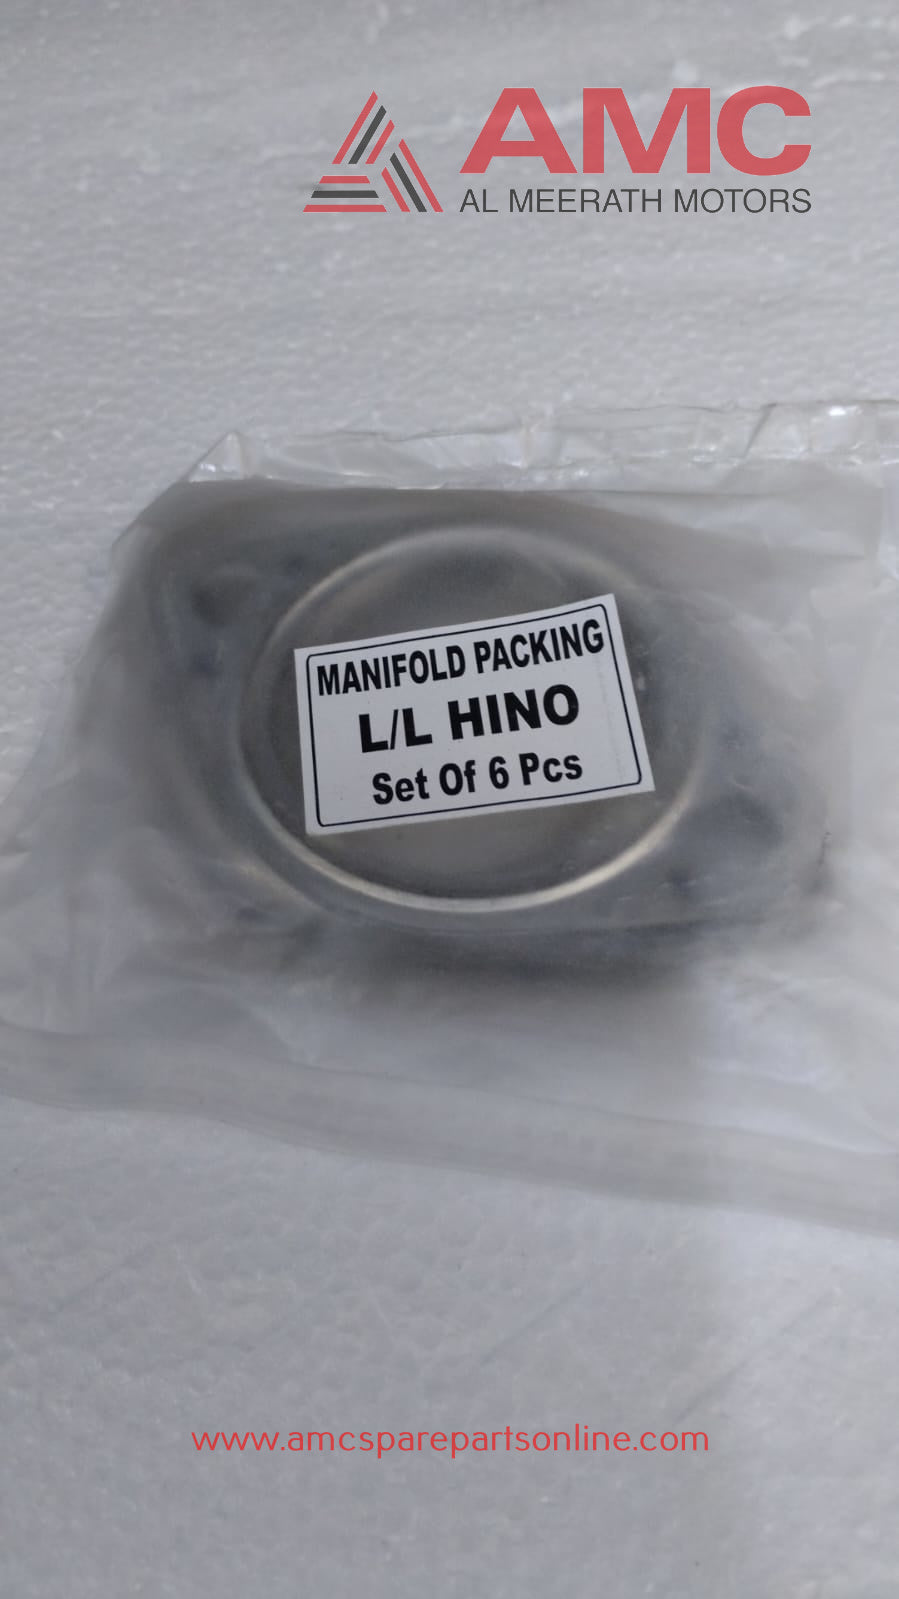 AMC
AL MEERATH MOTORS
MANIFOLD PACKING
L/L HINO
Set Of 6 Pcs
www.amcsparepartsonline.com